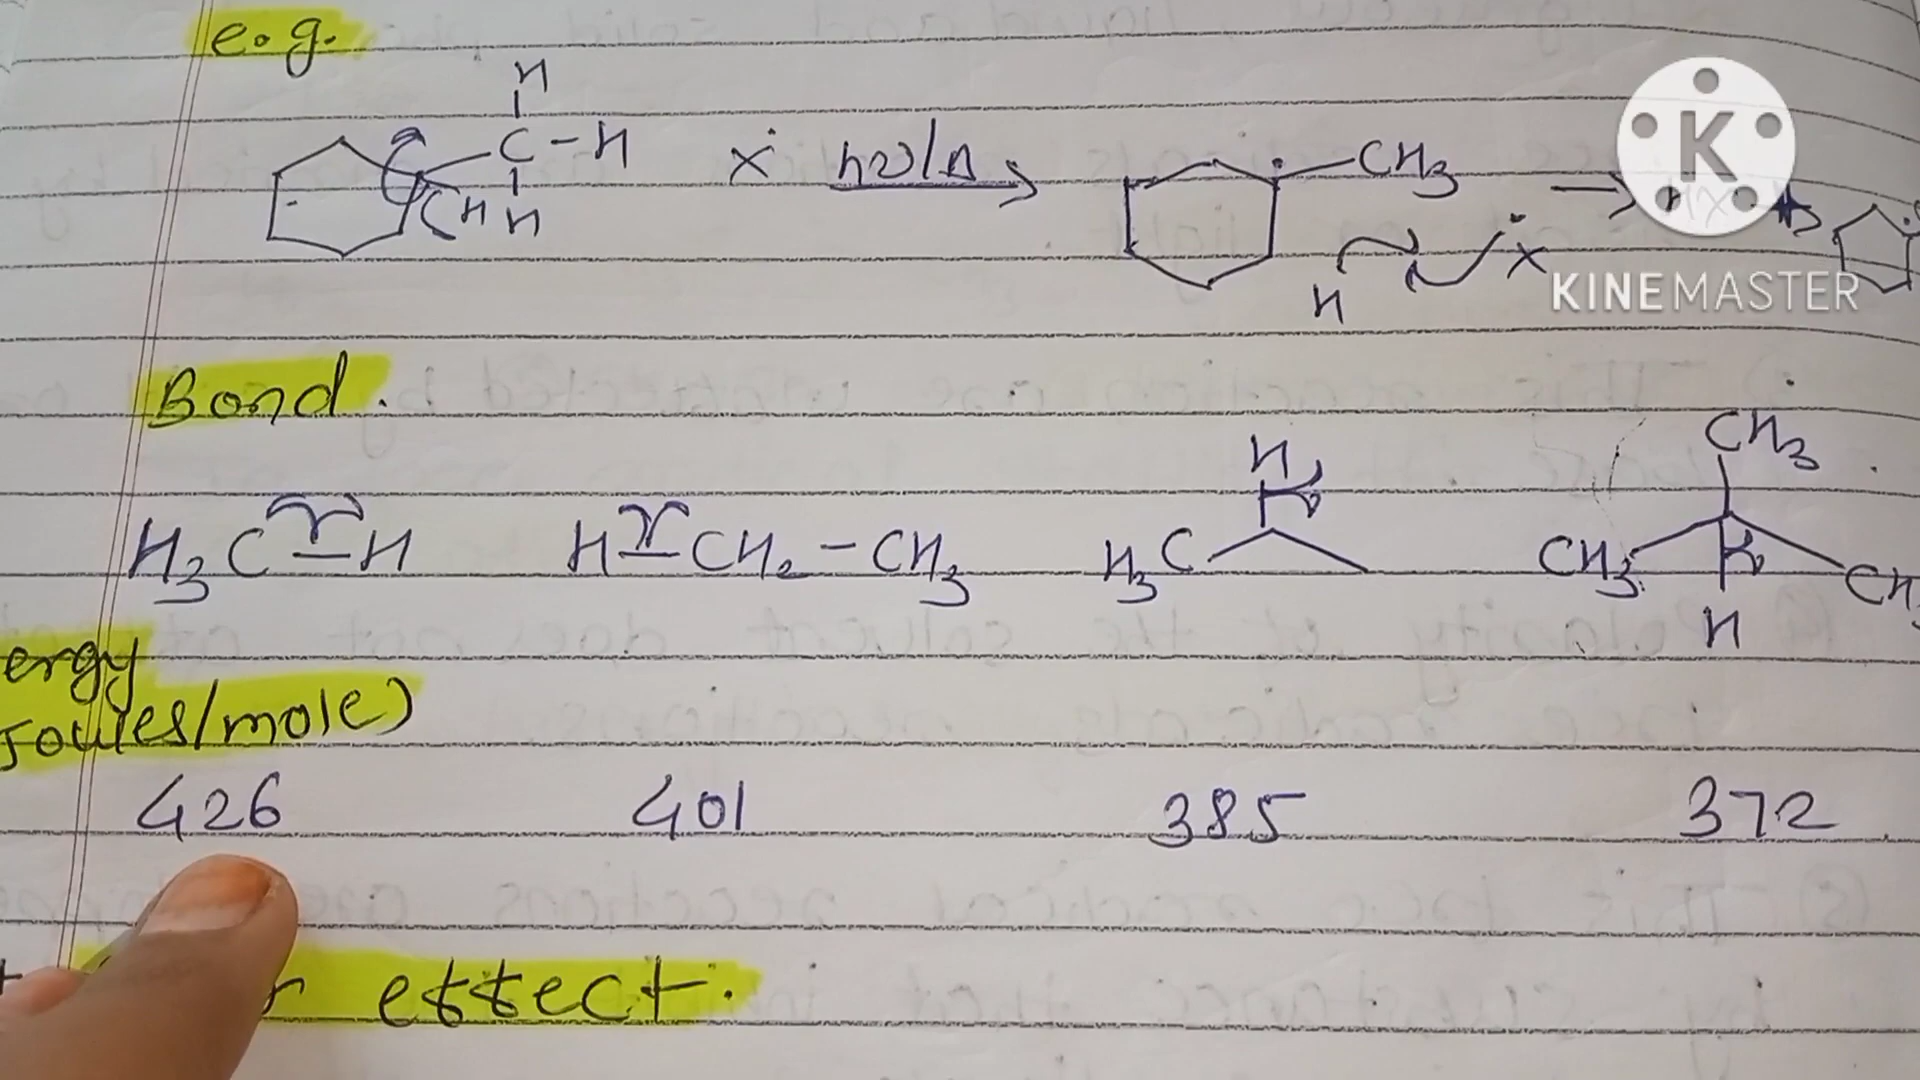 e.g.
H
C-H
H
CH
Ẋ
hν/Δ
CH3
H
Ẋ
KINEMASTER
Bond.
H3C-H
H-CH2-CH3
H
H3C
CH3
CH3
CH3
H
ergy
Joules/mole)
426 401 385 372
effect.